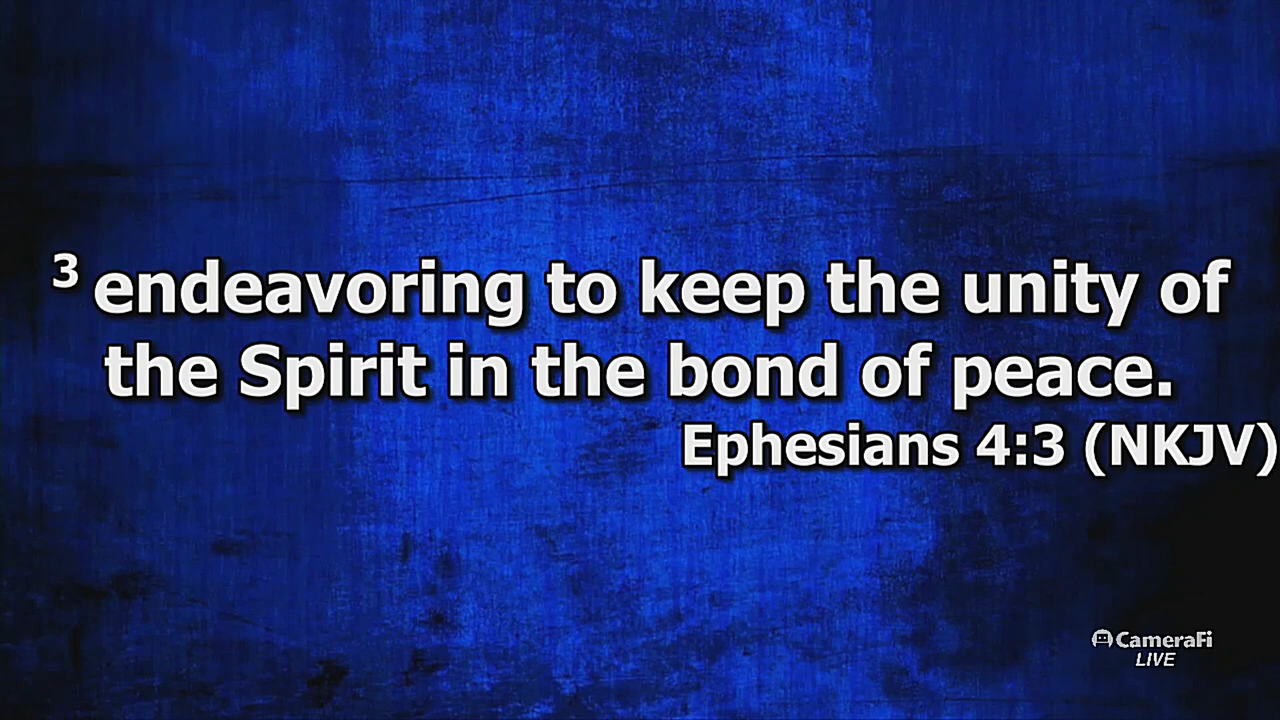 3 endeavoring to keep the unity of
the Spirit in the bond of peace.
Ephesians 4:3 (NKJV)
CameraFi
LIVE